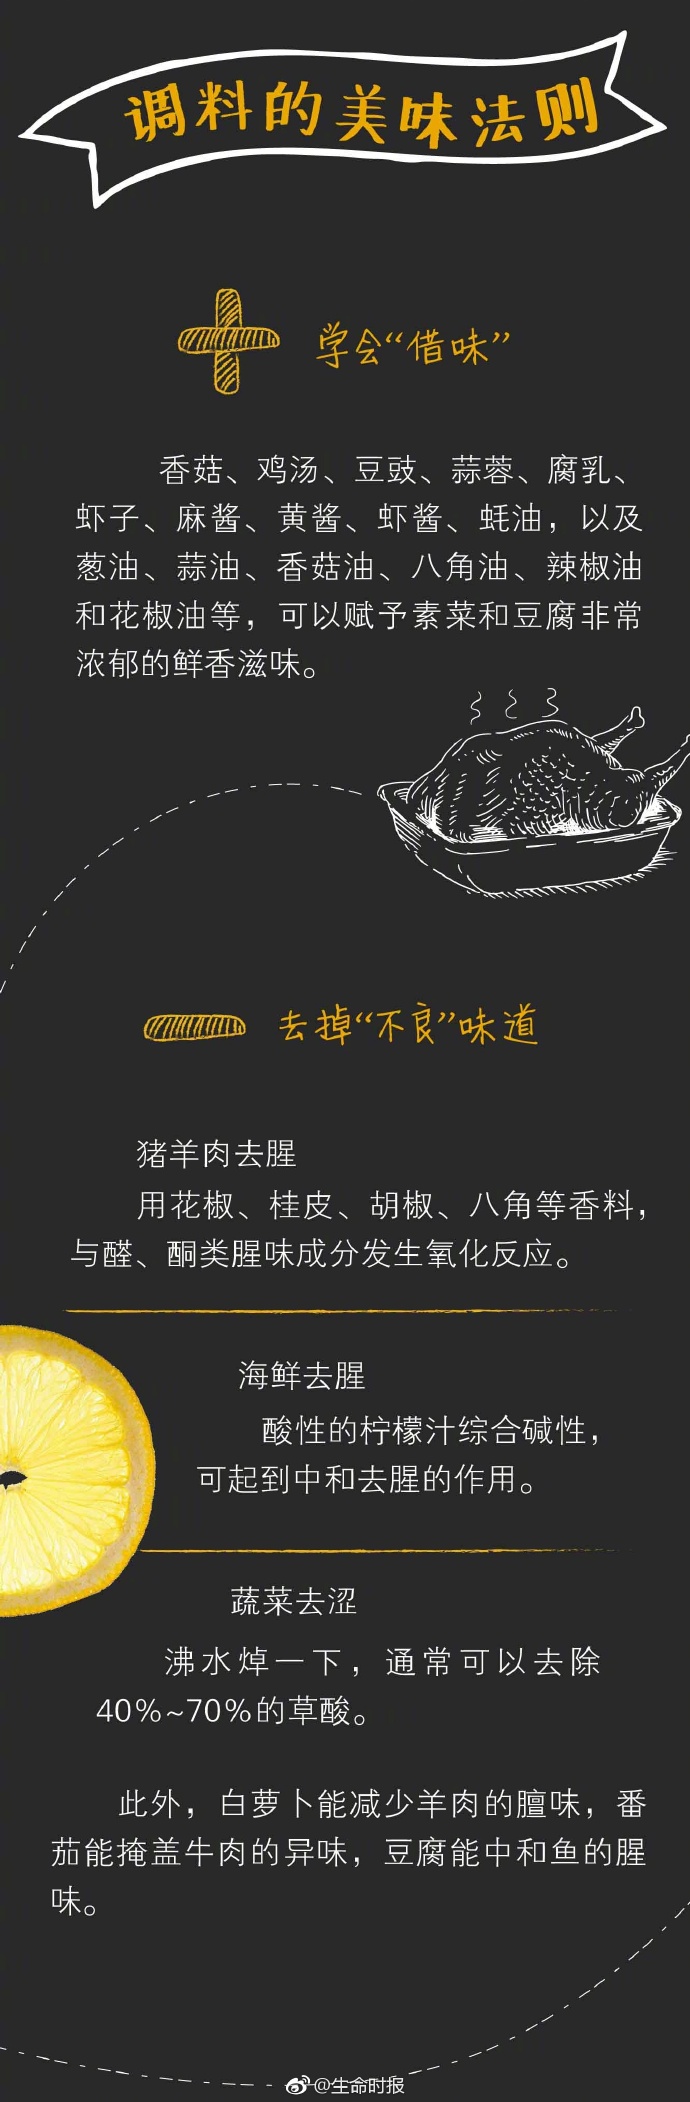 调料的美味法则
学会“借味”
香菇、鸡汤、豆豉、蒜蓉、腐乳、
虾子、麻酱、黄酱、虾酱、蚝油，以及
葱油、蒜油、香菇油、八角油、辣椒油
和花椒油等，可以赋予素菜和豆腐非常
浓郁的鲜香滋味。
去掉“不良”味道
猪羊肉去腥
用花椒、桂皮、胡椒、八角等香料，
与醛、酮类腥味成分发生氧化反应。
海鲜去腥
酸性的柠檬汁综合碱性，
可起到中和去腥的作用。
蔬菜去涩
沸水焯一下，通常可以去除
40%~70%的草酸。
此外，白萝卜能减少羊肉的膻味，番
茄能掩盖牛肉的异味，豆腐能中和鱼的腥
味。
@生命时报